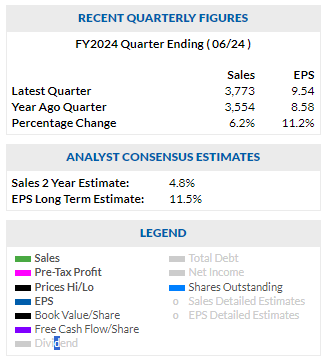 RECENT QUARTERLY FIGURES
FY2024 Quarter Ending ( 06/24 )
Sales EPS
Latest Quarter 3,773 9.54
Year Ago Quarter 3,554 8.58
Percentage Change 6.2% 11.2%
ANALYST CONSENSUS ESTIMATES
Sales 2 Year Estimate: 4.8%
EPS Long Term Estimate: 11.5%
LEGEND
Sales Total Debt
Pre-Tax Profit Net Income
Prices Hi/Lo Shares Outstanding
EPS Sales Detailed Estimates
Book Value/Share EPS Detailed Estimates
Free Cash Flow/Share
Dividend